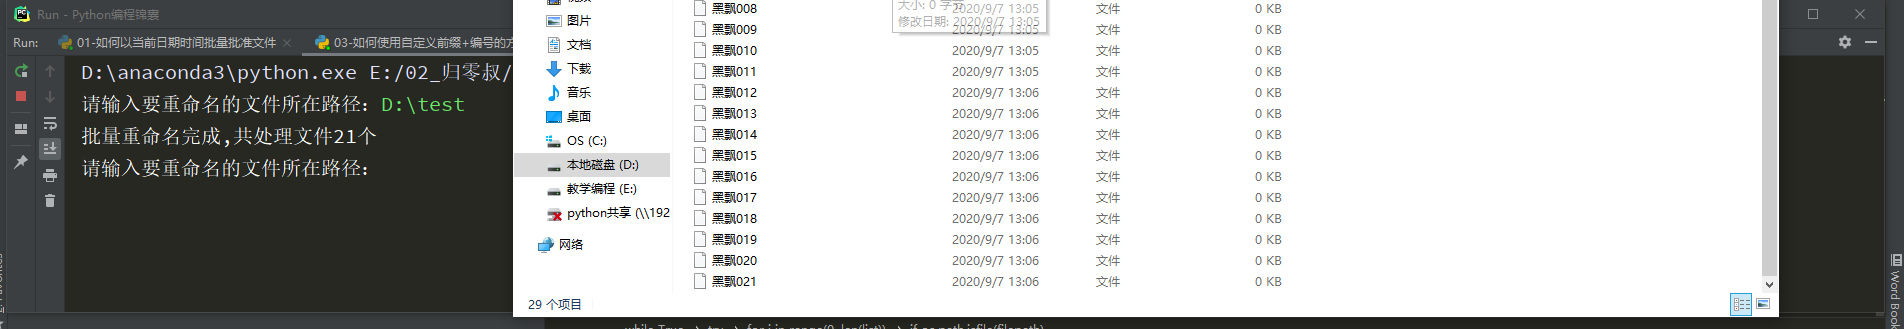 Run - Python编程锦囊
Run:
01-如何以当前日期时间批量批准文件
03-如何使用自定义前缀+编号的方
D:\anaconda3\python.exe E:/02_归零叔/
请输入要重命名的文件所在路径：D:\test
批量重命名完成,共处理文件21个
请输入要重命名的文件所在路径：
图片
文档
下载
音乐
桌面
OS (C:)
本地磁盘 (D:)
教学编程 (E:)
python共享 (\\192
网络
大小: 0 字节
修改日期: 2020/9/7 13:05
黑飘008 2020/9/7 13:05 文件 0 KB
黑飘009 2020/9/7 13:05 文件 0 KB
黑飘010 2020/9/7 13:05 文件 0 KB
黑飘011 2020/9/7 13:05 文件 0 KB
黑飘012 2020/9/7 13:06 文件 0 KB
黑飘013 2020/9/7 13:06 文件 0 KB
黑飘014 2020/9/7 13:06 文件 0 KB
黑飘015 2020/9/7 13:06 文件 0 KB
黑飘016 2020/9/7 13:06 文件 0 KB
黑飘017 2020/9/7 13:06 文件 0 KB
黑飘018 2020/9/7 13:06 文件 0 KB
黑飘019 2020/9/7 13:06 文件 0 KB
黑飘020 2020/9/7 13:06 文件 0 KB
黑飘021 2020/9/7 13:06 文件 0 KB
29 个项目
Word Book